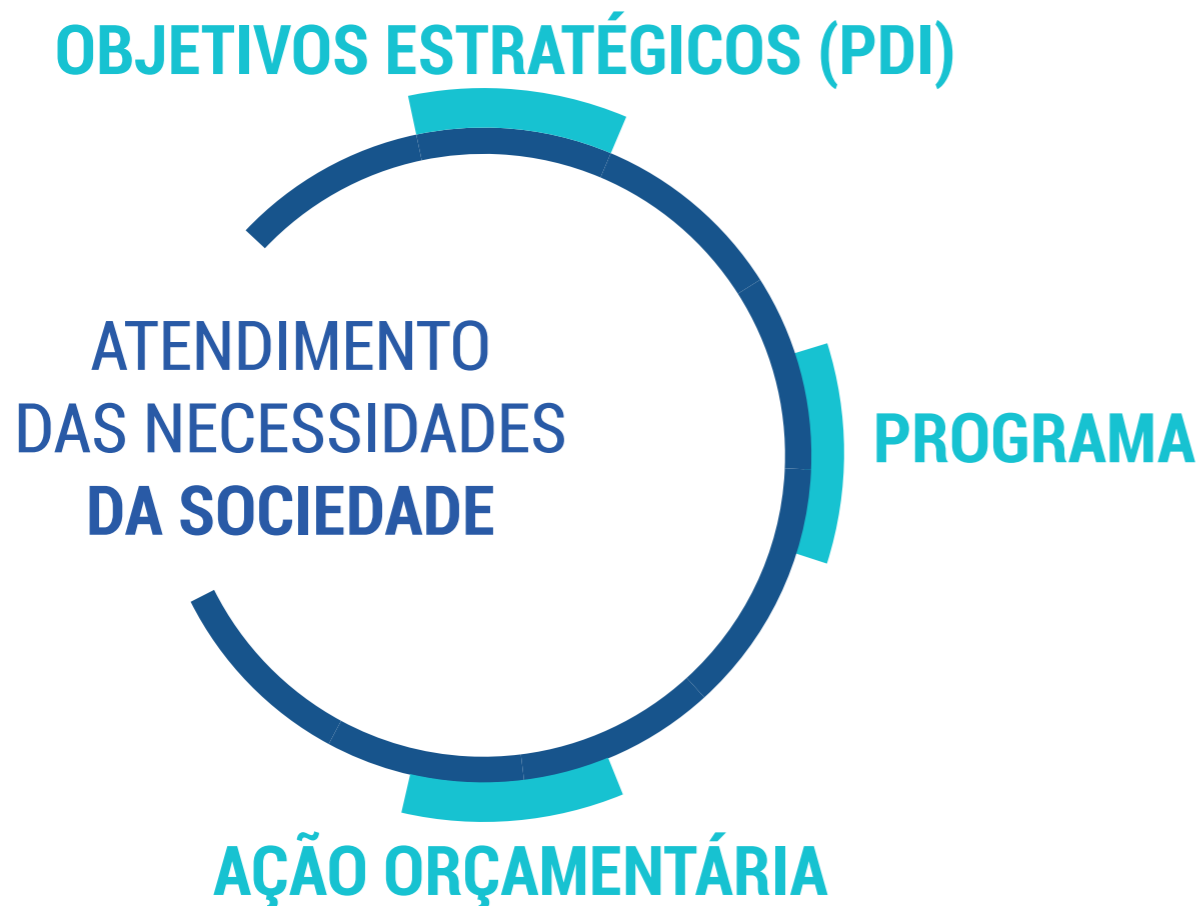 OBJETIVOS ESTRATÉGICOS (PDI)
ATENDIMENTO
DAS NECESSIDADES
DA SOCIEDADE
PROGRAMA
AÇÃO ORÇAMENTÁRIA